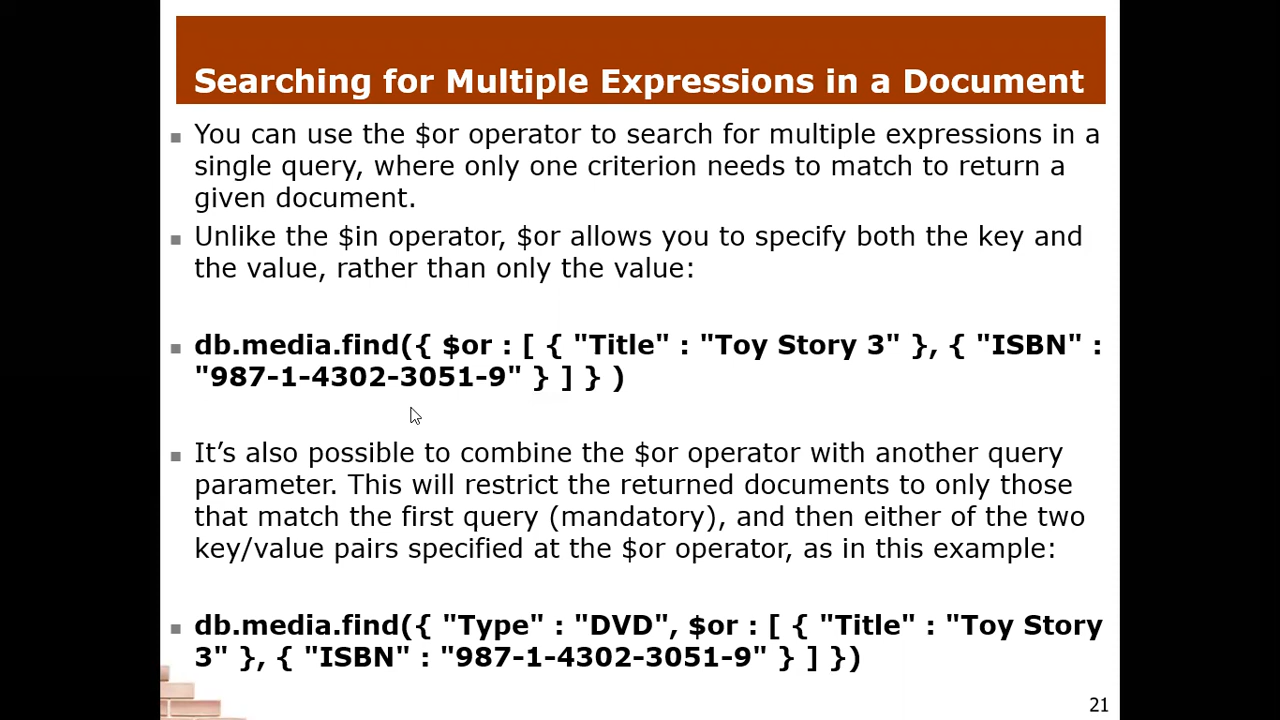 Searching for Multiple Expressions in a Document
You can use the $or operator to search for multiple expressions in a
single query, where only one criterion needs to match to return a
given document.
Unlike the $in operator, $or allows you to specify both the key and
the value, rather than only the value:
db.media.find({ $or : [ { "Title" : "Toy Story 3" }, { "ISBN" :
"987-1-4302-3051-9" } ] } )
It’s also possible to combine the $or operator with another query
parameter. This will restrict the returned documents to only those
that match the first query (mandatory), and then either of the two
key/value pairs specified at the $or operator, as in this example:
db.media.find({ "Type" : "DVD", $or : [ { "Title" : "Toy Story
3" }, { "ISBN" : "987-1-4302-3051-9" } ] })
21